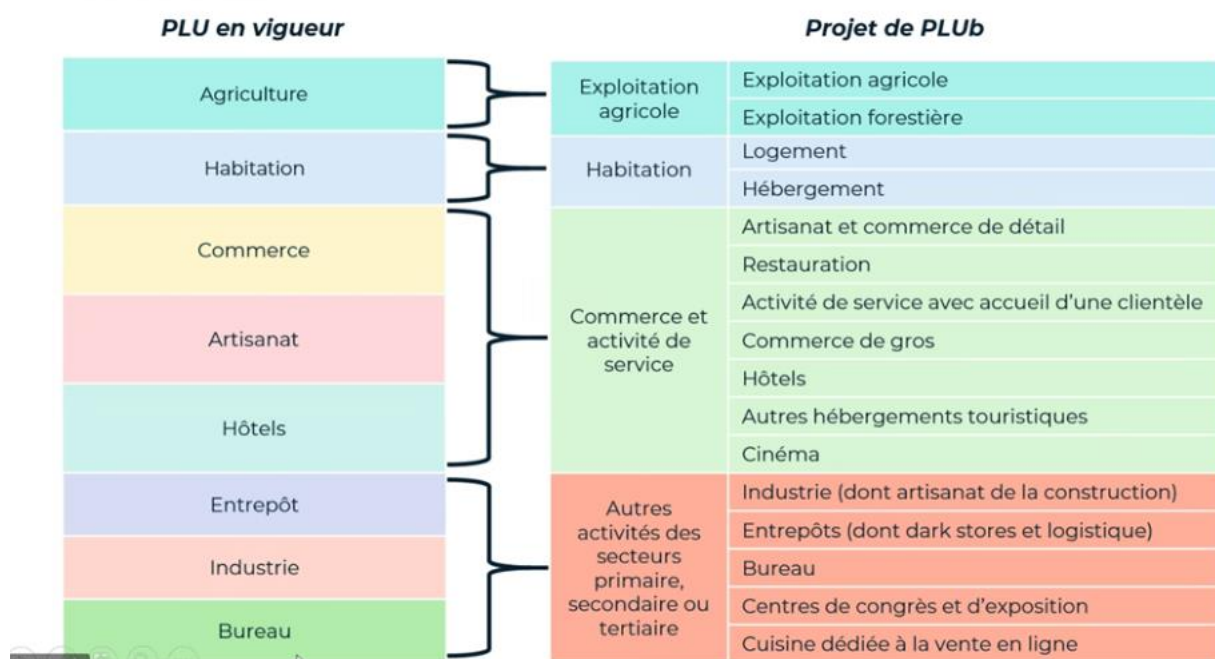 PLU en vigueur
Projet de PLUb
Agriculture
Habitation
Commerce
Artisanat
Hôtels
Entrepôt
Industrie
Bureau
Exploitation
agricole
Exploitation agricole
Exploitation forestière
Habitation
Logement
Hébergement
Commerce et
activité de
service
Artisanat et commerce de détail
Restauration
Activité de service avec accueil d'une clientèle
Commerce de gros
Hôtels
Autres hébergements touristiques
Cinéma
Autres
activités des
secteurs
primaire,
secondaire ou
tertiaire
Industrie (dont artisanat de la construction)
Entrepôts (dont dark stores et logistique)
Bureau
Centres de congrès et d'exposition
Cuisine dédiée à la vente en ligne